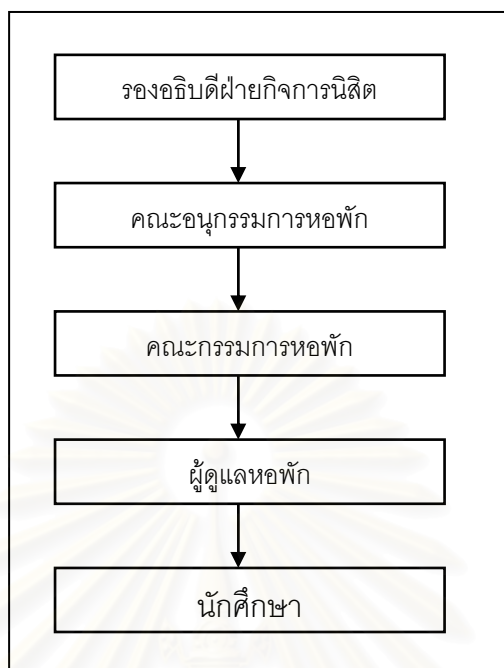 รองอธิบดีฝ่ายกิจการนิสิต
คณะอนุกรรมการหอพัก
คณะกรรมการหอพัก
ผู้ดูแลหอพัก
นักศึกษา